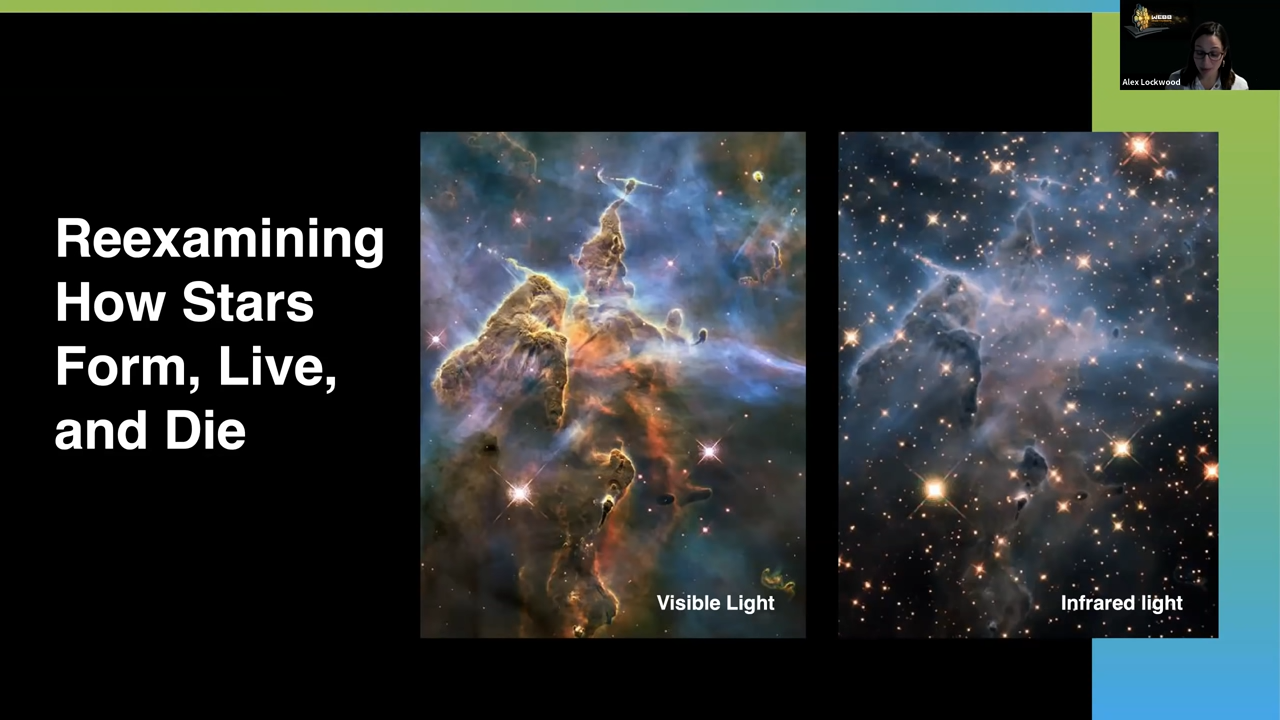 WEBB
Alex Lockwood
Reexamining
How Stars
Form, Live,
and Die
Visible Light
Infrared light